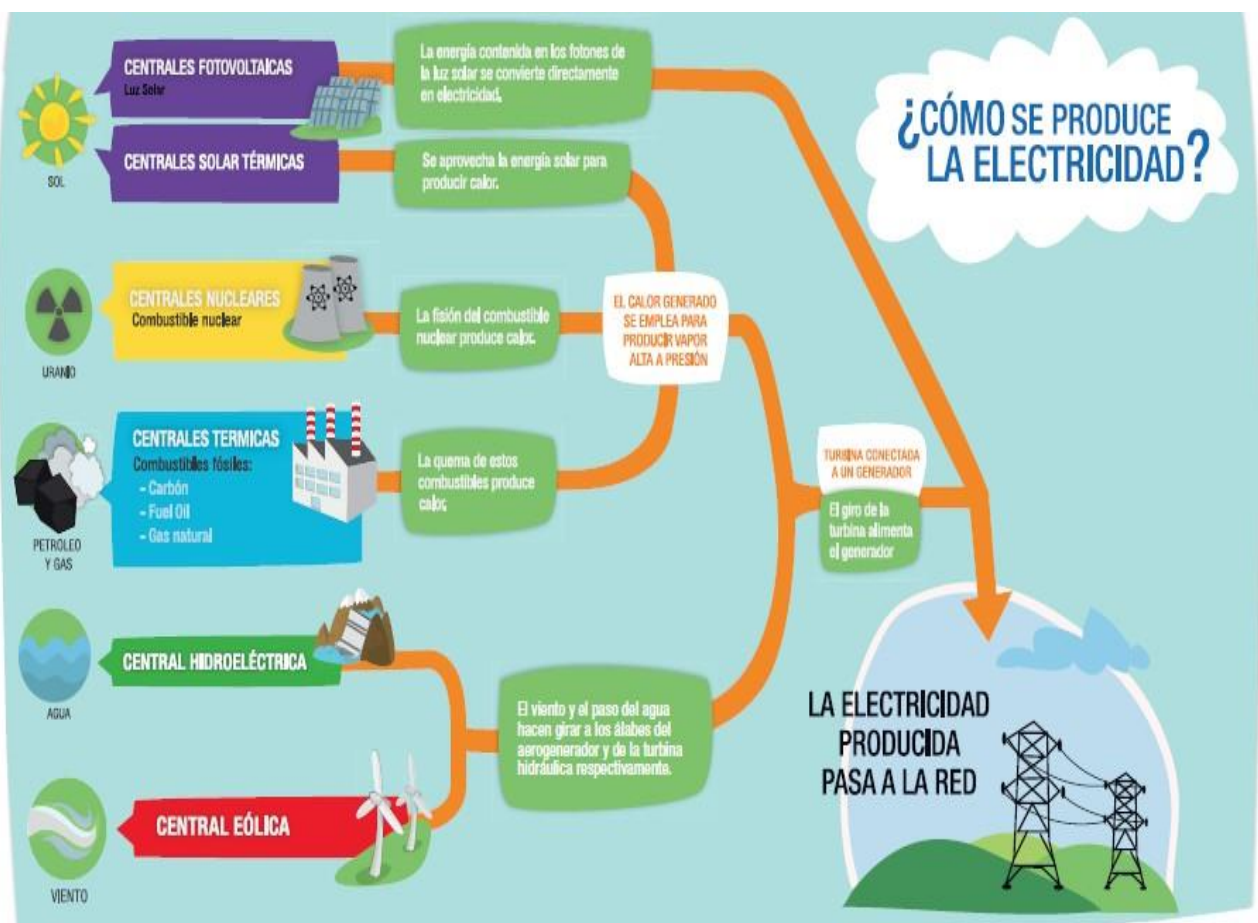 ¿CÓMO SE PRODUCE
LA ELECTRICIDAD?
SOL
CENTRALES FOTOVOLTAICAS
Luz Solar
La energía contenida en los fotones de
la luz solar se convierte directamente
en electricidad.
CENTRALES SOLAR TÉRMICAS
Se aprovecha la energía solar para
producir calor.
URANIO
CENTRALES NUCLEARES
Combustible nuclear
La fisión del combustible
nuclear produce calor.
EL CALOR GENERADO
SE EMPLEA PARA
PRODUCIR VAPOR
ALTA A PRESIÓN
PETROLEO
Y GAS
CENTRALES TERMICAS
Combustibles fósiles:
- Carbón
- Fuel Oil
- Gas natural
La quema de estos
combustibles produce
calor.
TURBINA CONECTADA
A UN GENERADOR
El giro de la
turbina alimenta
el generador
AGUA
CENTRAL HIDROELÉCTRICA
El viento y el paso del agua
hacen girar a los álabes del
aerogenerador y de la turbina
hidráulica respectivamente.
VIENTO
CENTRAL EÓLICA
LA ELECTRICIDAD
PRODUCIDA
PASA A LA RED